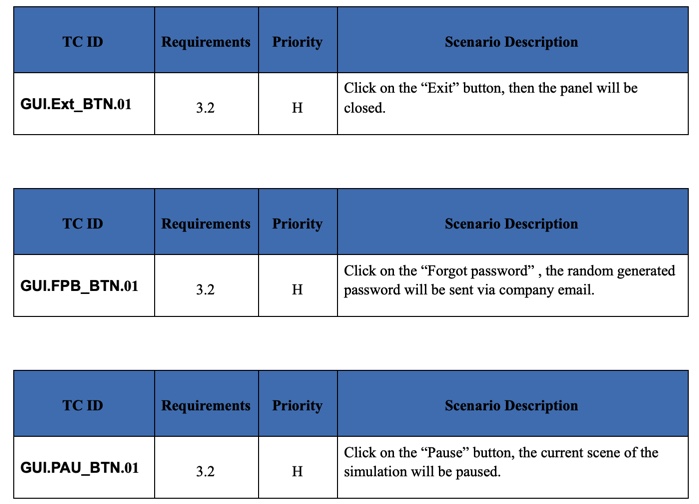 TC ID Requirements Priority Scenario Description
GUI.Ext_BTN.01 3.2 H Click on the “Exit” button, then the panel will be
closed.
TC ID Requirements Priority Scenario Description
GUI.FPB_BTN.01 3.2 H Click on the “Forgot password” , the random generated
password will be sent via company email.
TC ID Requirements Priority Scenario Description
GUI.PAU_BTN.01 3.2 H Click on the “Pause” button, the current scene of the
simulation will be paused.